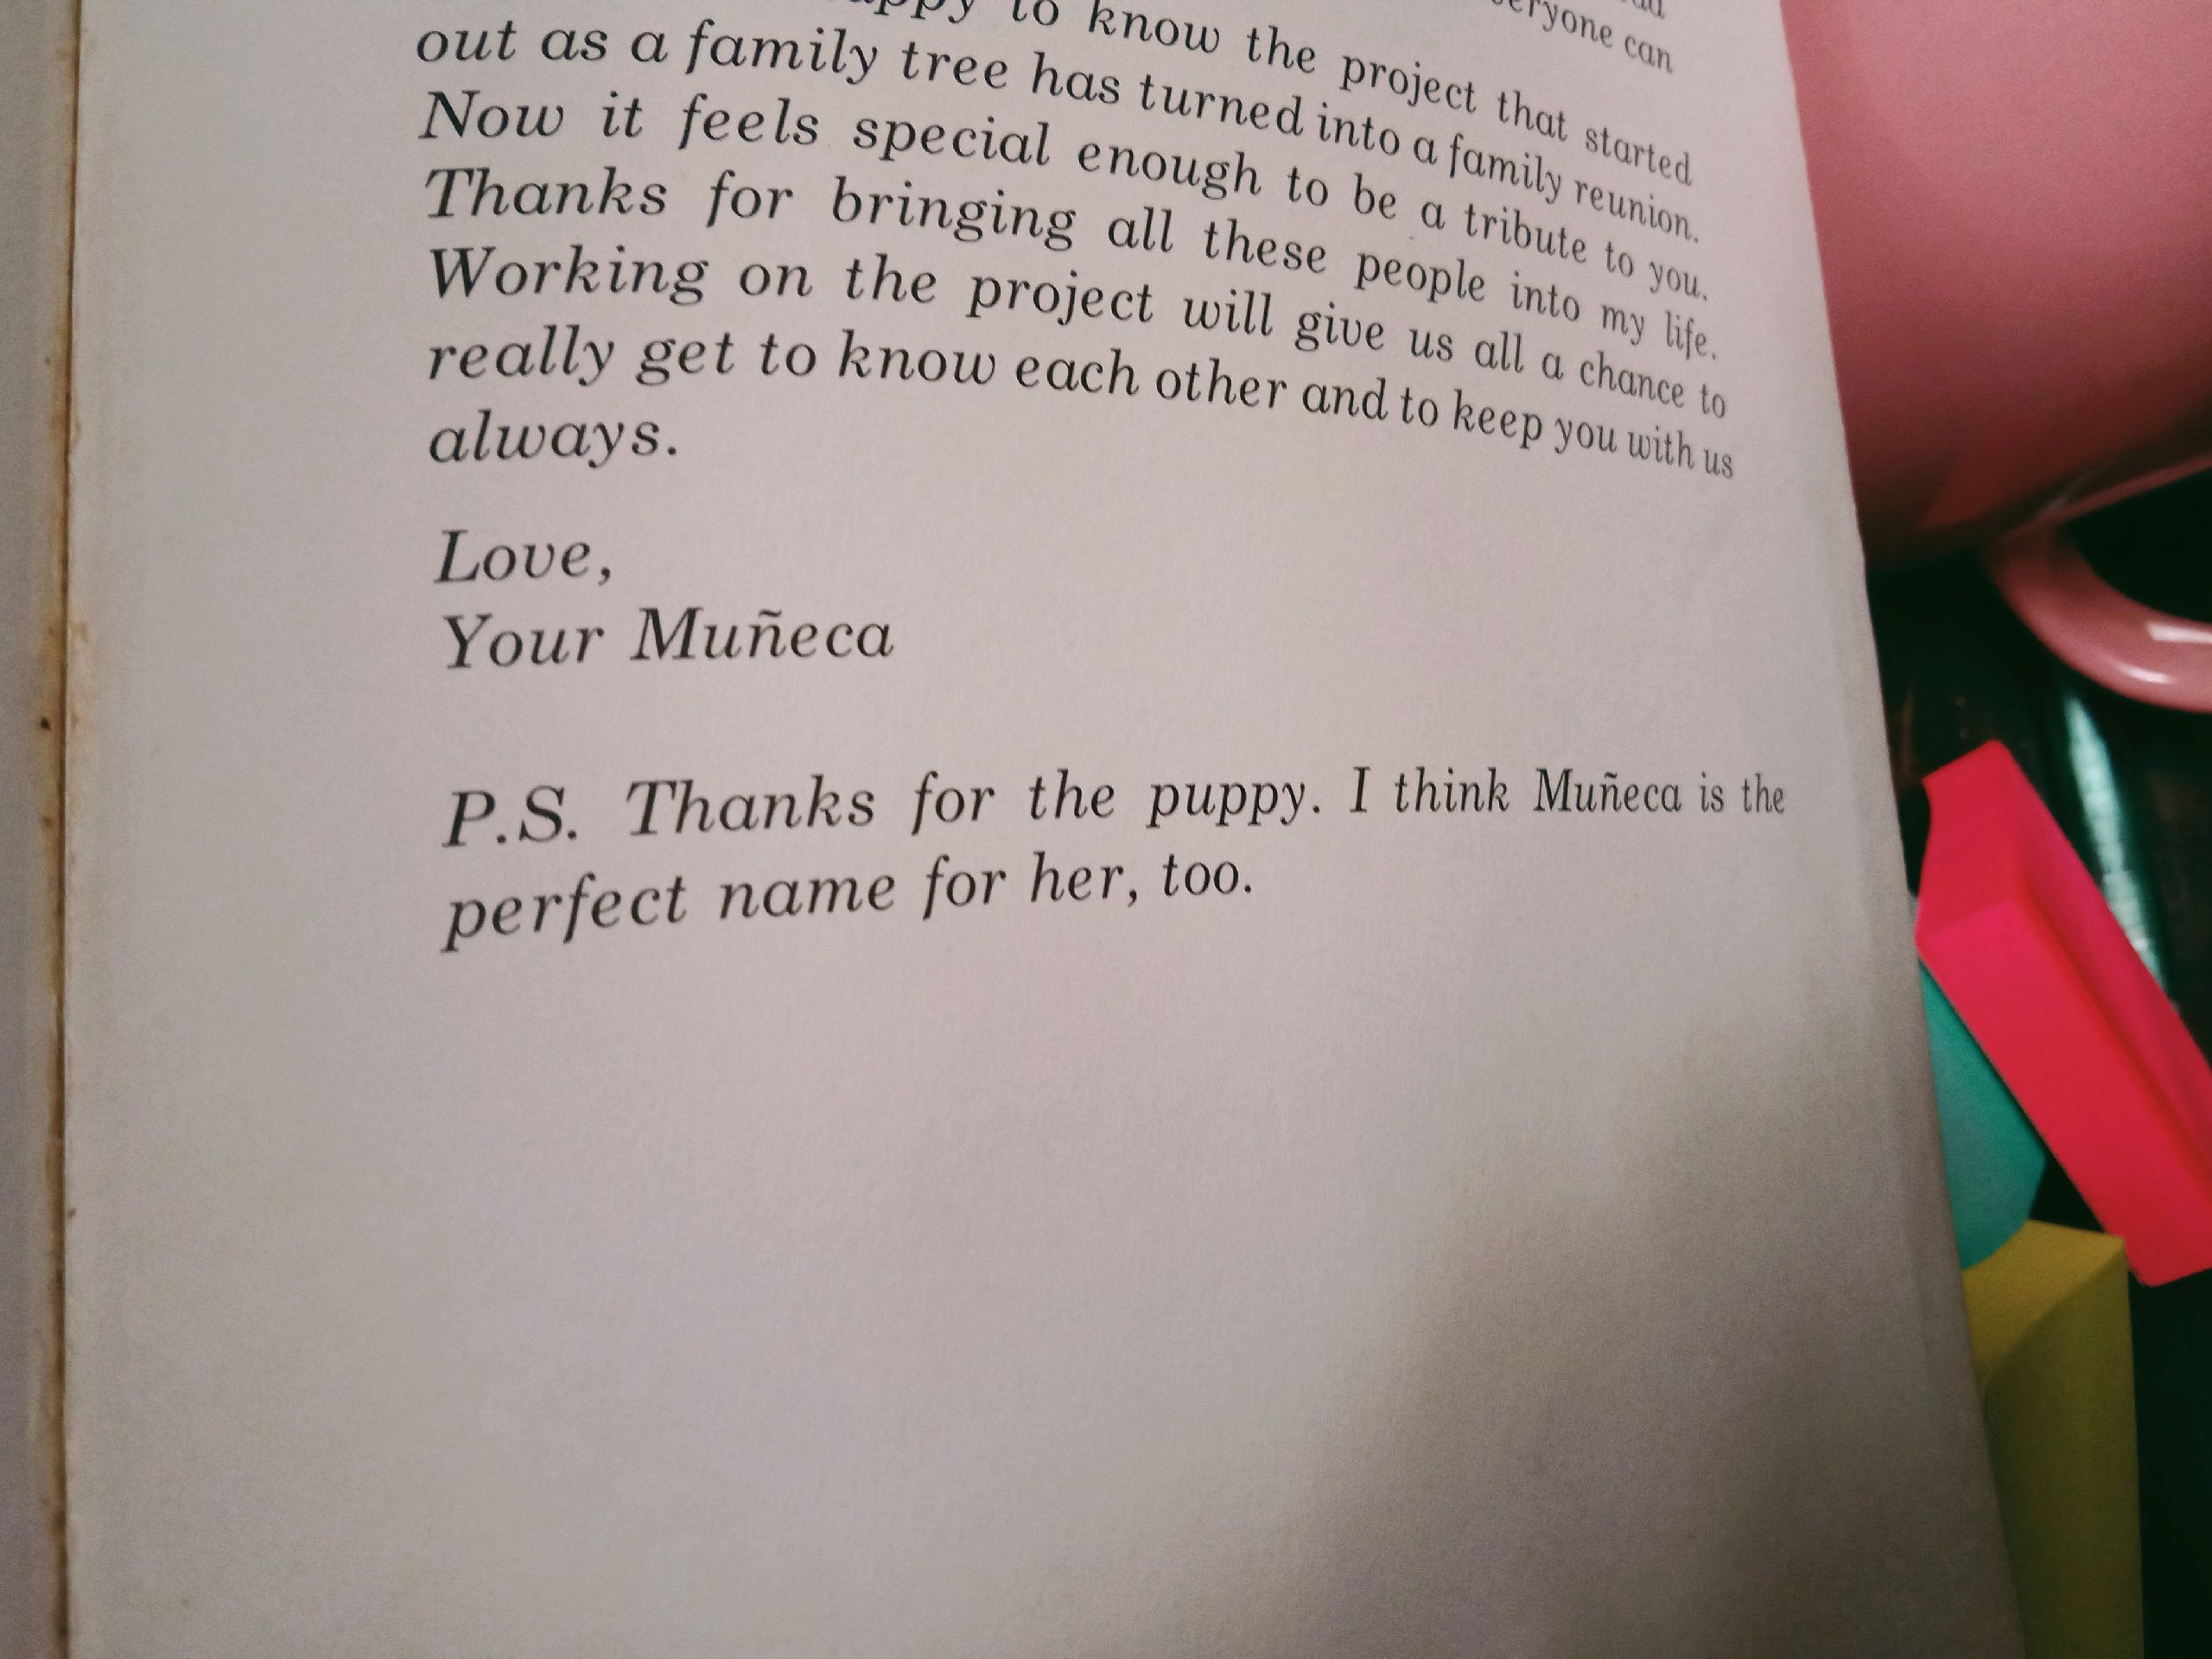 everyone can
to know the project that started
out as a family tree has turned into a family reunion.
Now it feels special enough to be a tribute to you.
Thanks for bringing all these people into my life.
Working on the project will give us all a chance to
really get to know each other and to keep you with us
always.
Love,
Your Muñeca
P.S. Thanks for the puppy. I think Muñeca is the
perfect name for her, too.